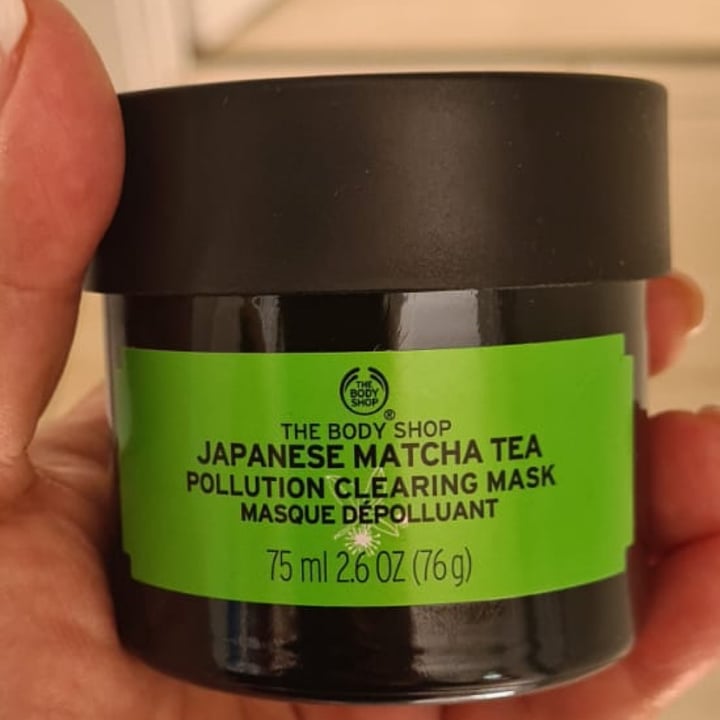 THE
BODY
SHOP
®
THE BODY SHOP
JAPANESE MATCHA TEA
POLLUTION CLEARING MASK
MASQUE DÉPOLLUANT
75 ml 2.6 OZ (76 g)